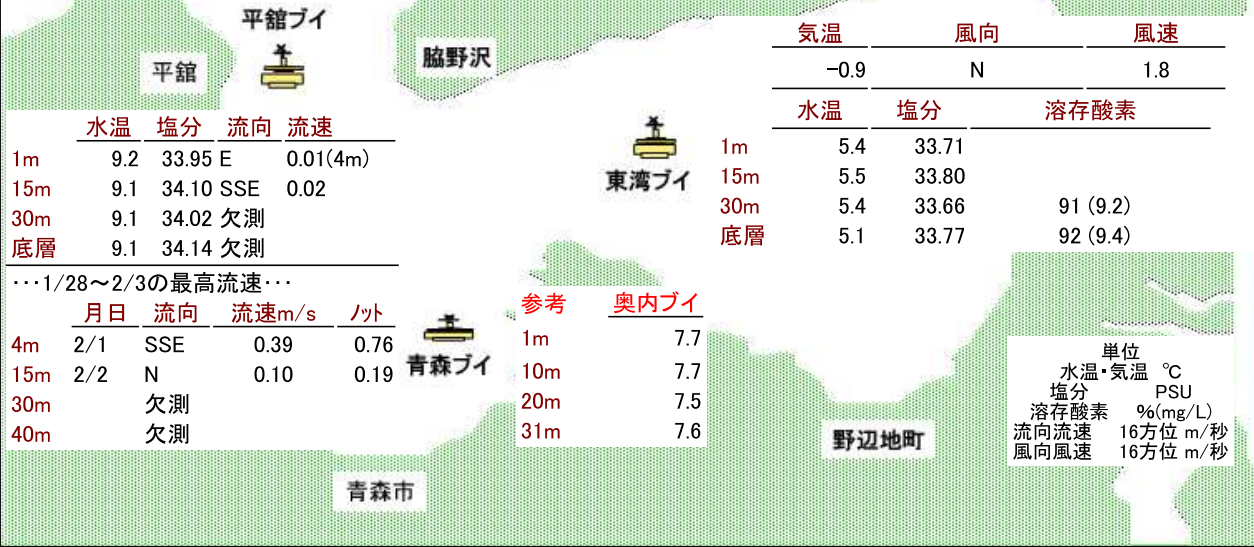 平舘ブイ
平舘
脇野沢
気温 風向 風速
-0.9 N 1.8
水温 塩分 溶存酸素
1m 5.4 33.71
15m 5.5 33.80
30m 5.4 33.66 91 (9.2)
底層 5.1 33.77 92 (9.4)
東湾ブイ
水温 塩分 流向 流速
1m 9.2 33.95 E 0.01(4m)
15m 9.1 34.10 SSE 0.02
30m 9.1 34.02 欠測
底層 9.1 34.14 欠測
･･･1/28～2/3の最高流速･･･
月日 流向 流速m/s ノット
4m 2/1 SSE 0.39 0.76
15m 2/2 N 0.10 0.19
30m 欠測
40m 欠測
青森ブイ
参考 奥内ブイ
1m 7.7
10m 7.7
20m 7.5
31m 7.6
単位
水温・気温 ℃
塩分 PSU
溶存酸素 %(mg/L)
流向流速 16方位 m/秒
風向風速 16方位 m/秒
野辺地町
青森市